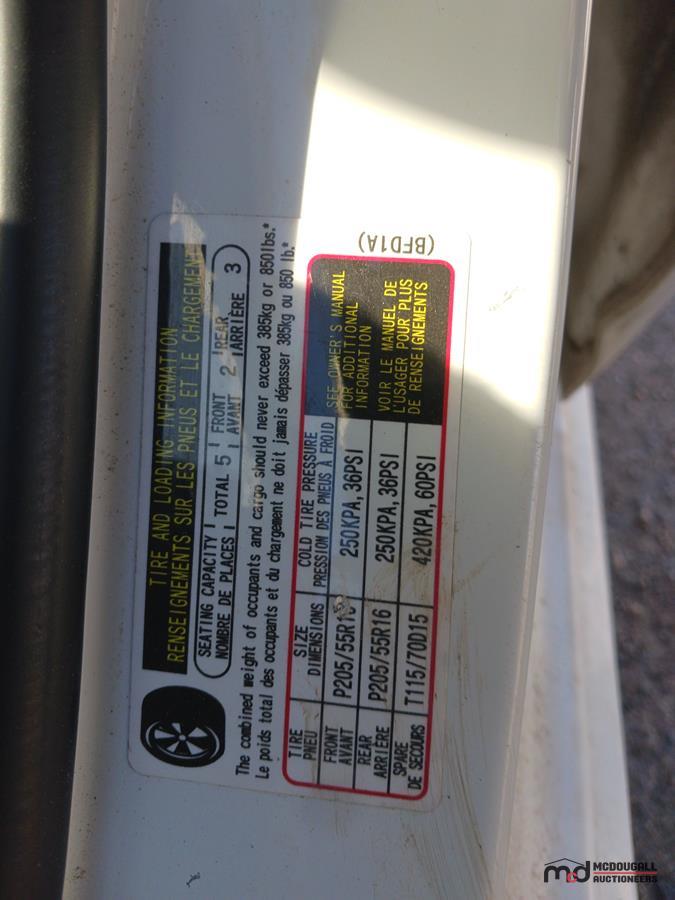 TIRE AND LOADING INFORMATION
RENSEIGNEMENTS SUR LES PNEUS ET LE CHARGEMENT
SEATING CAPACITY | TOTAL 5 | FRONT 2 | REAR 3
NOMBRE DE PLACES | AVANT | ARRIÈRE
The combined weight of occupants and cargo should never exceed 385kg or 850lbs.*
Le poids total des occupants et du chargement ne doit jamais dépasser 385kg ou 850 lb.*
TIRE SIZE COLD TIRE PRESSURE
PNEU DIMENSIONS PRESSION DES PNEUS À FROID
FRONT AVANT P205/55R16 250KPA, 36PSI
REAR ARRIÈRE P205/55R16 250KPA, 36PSI
SPARE DE SECOURS T115/70D15 420KPA, 60PSI
SEE OWNER'S MANUAL
FOR ADDITIONAL
INFORMATION
VOIR LE MANUEL DE
L'USAGER POUR PLUS
DE RENSEIGNEMENTS
(BFD1A)
mcd MCDOUGALL
AUCTIONEERS